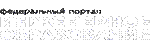 федеральный портал
ИНЖЕНЕРНОЕ
ОБРАЗОВАНИЕ